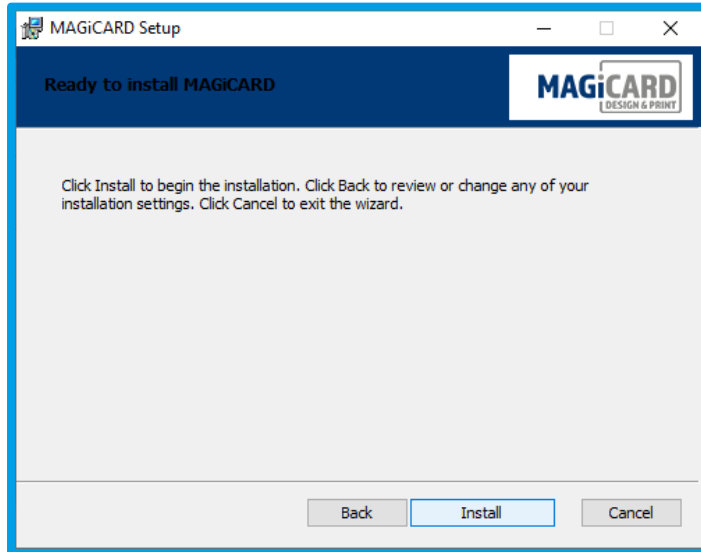 MAGiCARD Setup
Ready to install MAGiCARD
MAGiCARD
DESIGN & PRINT
Click Install to begin the installation. Click Back to review or change any of your
installation settings. Click Cancel to exit the wizard.
Back Install Cancel